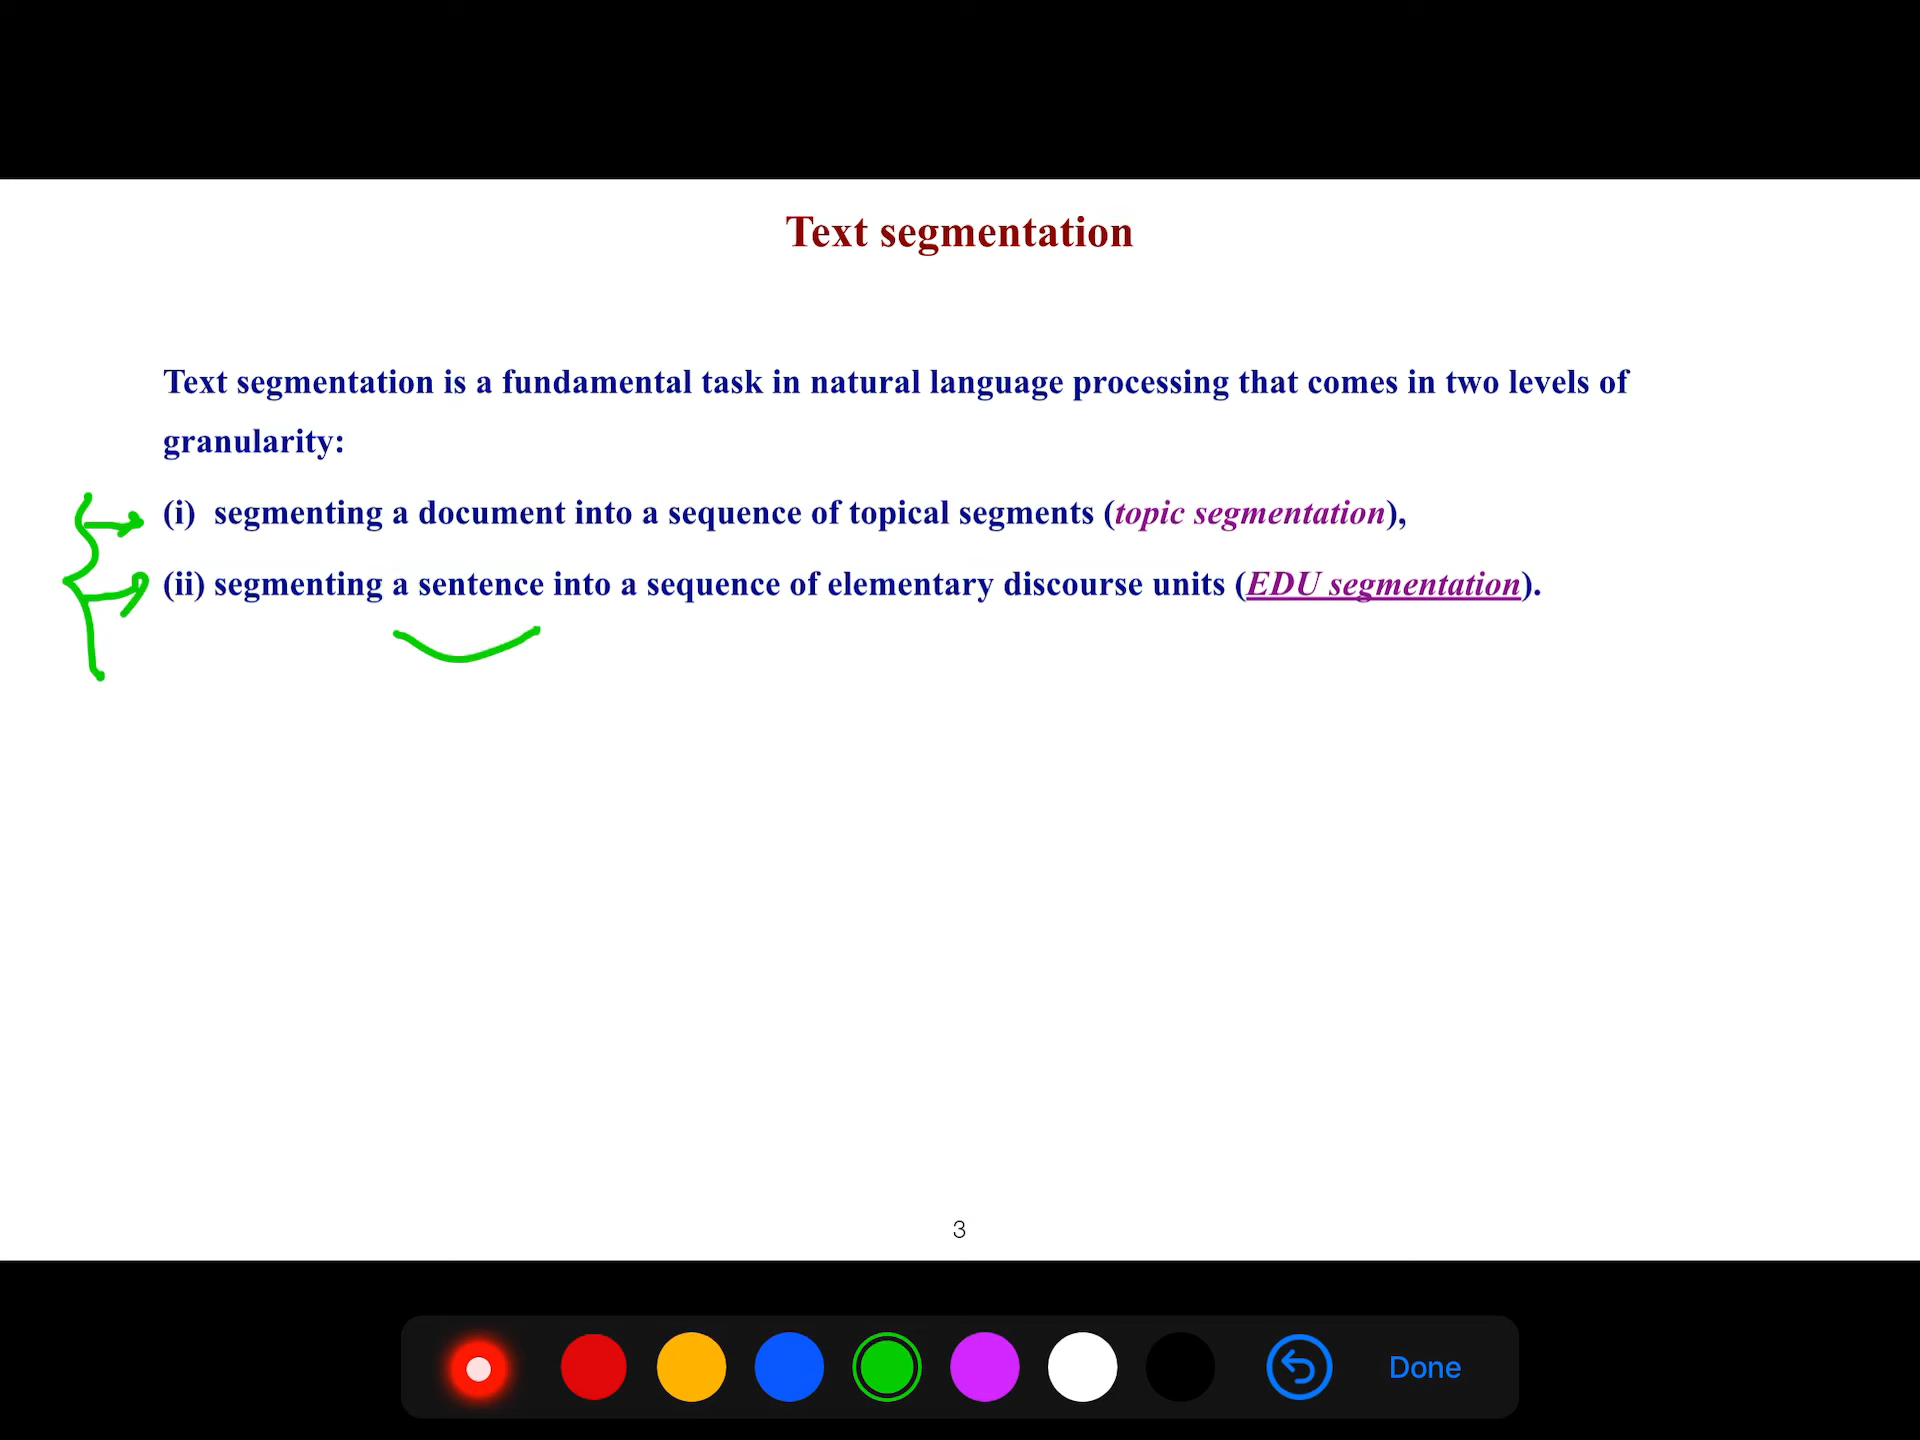 Text segmentation
Text segmentation is a fundamental task in natural language processing that comes in two levels of
granularity:
(i) segmenting a document into a sequence of topical segments (topic segmentation),
(ii) segmenting a sentence into a sequence of elementary discourse units (EDU segmentation).
3
Done